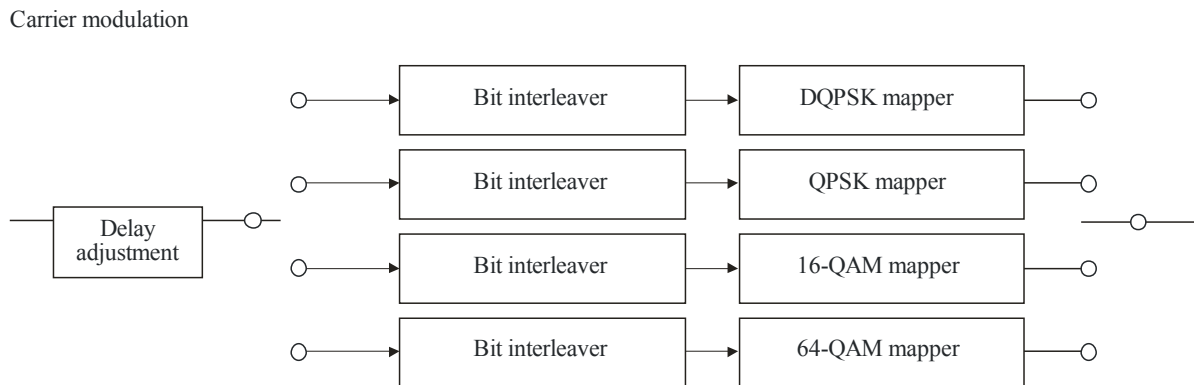 Carrier modulation
Bit interleaver
DQPSK mapper
Bit interleaver
QPSK mapper
Delay
adjustment
Bit interleaver
16-QAM mapper
Bit interleaver
64-QAM mapper